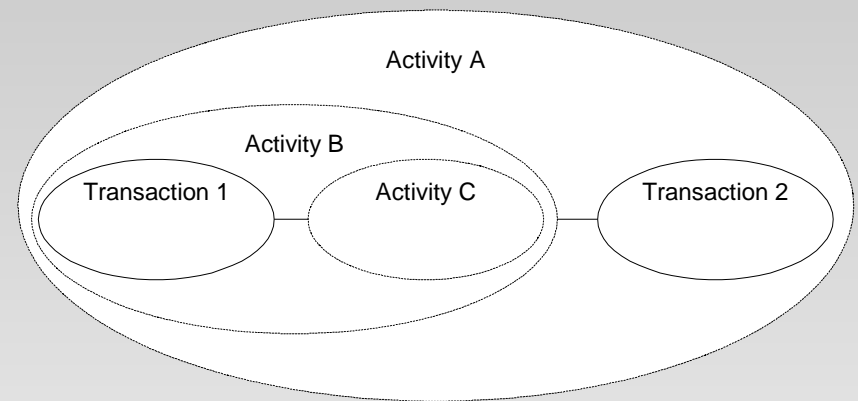 Activity A
Activity B
Transaction 1
Activity C
Transaction 2